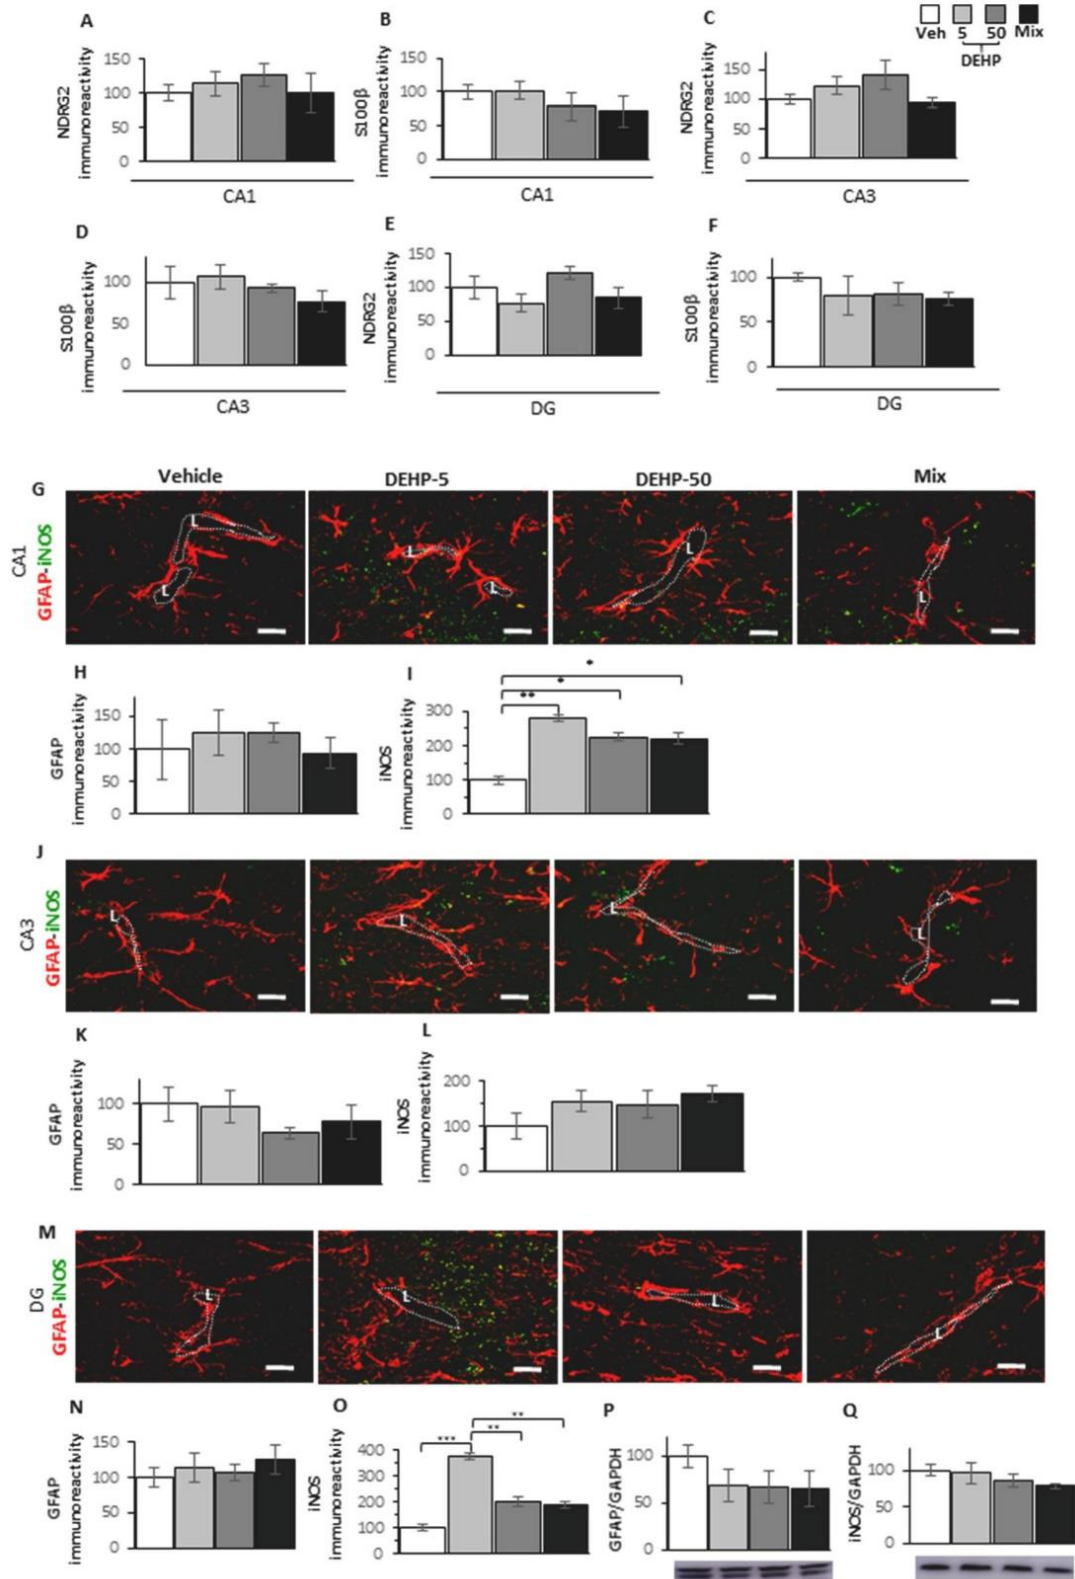 A
B
C
Veh 5 50 Mix
DEHP
NDRG2
immunoreactivity
150
100
50
0
CA1
S100β
immunoreactivity
150
100
50
0
CA1
NDRG2
immunoreactivity
150
100
50
0
CA3
D
E
F
S100β
immunoreactivity
100
50
0
CA3
NDRG2
immunoreactivity
150
100
50
0
DG
S100β
immunoreactivity
100
50
0
DG
Vehicle DEHP-5 DEHP-50 Mix
G
CA1
GFAP-iNOS
L
L
L
L
L
L
H
GFAP
immunoreactivity
150
100
50
0
I
iNOS
immunoreactivity
300
200
100
0
*
*
**
J
CA3
GFAP-iNOS
L
L
L
L
K
GFAP
immunoreactivity
100
50
0
L
iNOS
immunoreactivity
200
100
0
M
DG
GFAP-iNOS
L
L
L
L
N
GFAP
immunoreactivity
150
100
50
0
O
iNOS
immunoreactivity
400
300
200
100
0
**
*** **
P
GFAP/GAPDH
100
50
0
Q
iNOS/GAPDH
100
50
0